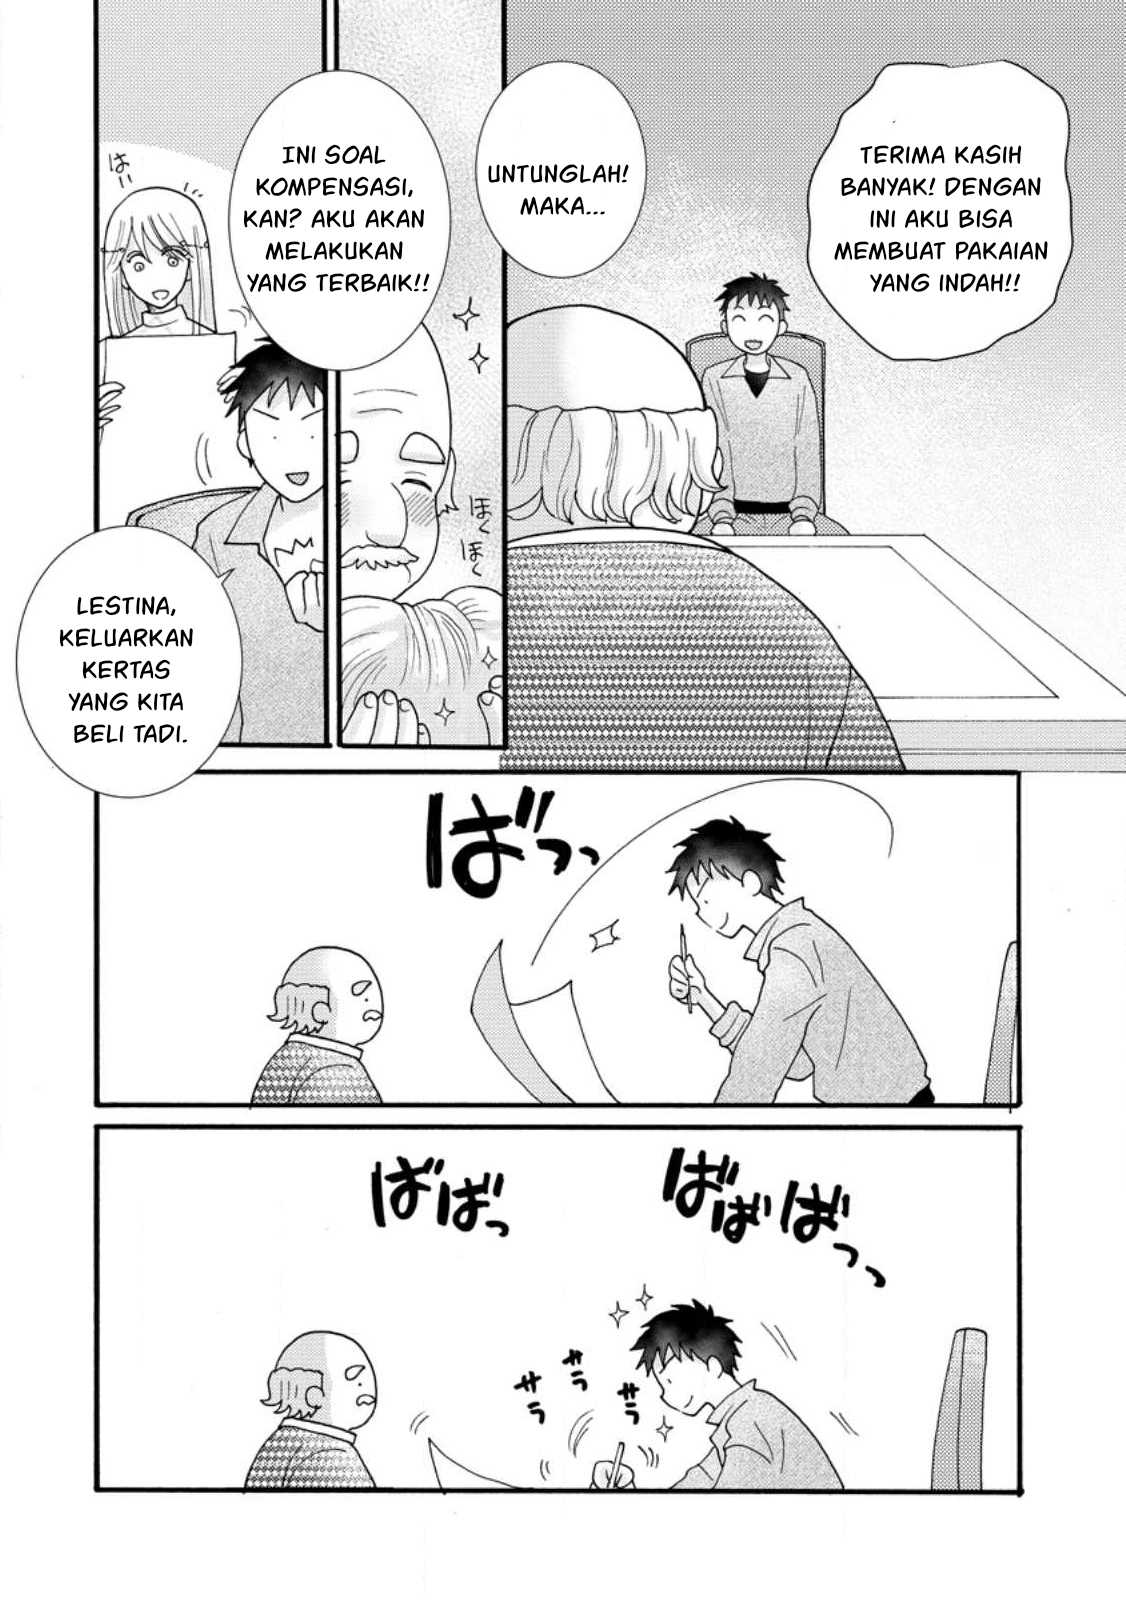 TERIMA KASIH
BANYAK! DENGAN
INI AKU BISA
MEMBUAT PAKAIAN
YANG INDAH!!
UNTUNGLAH!
MAKA...
ほくほく
INI SOAL
KOMPENSASI,
KAN? AKU AKAN
MELAKUKAN
YANG TERBAIK!!
はい
LESTINA,
KELUARKAN
KERTAS
YANG KITA
BELI TADI.
ばっっ
ばばばっっ
ばばっ
サラ
サラ
サラ